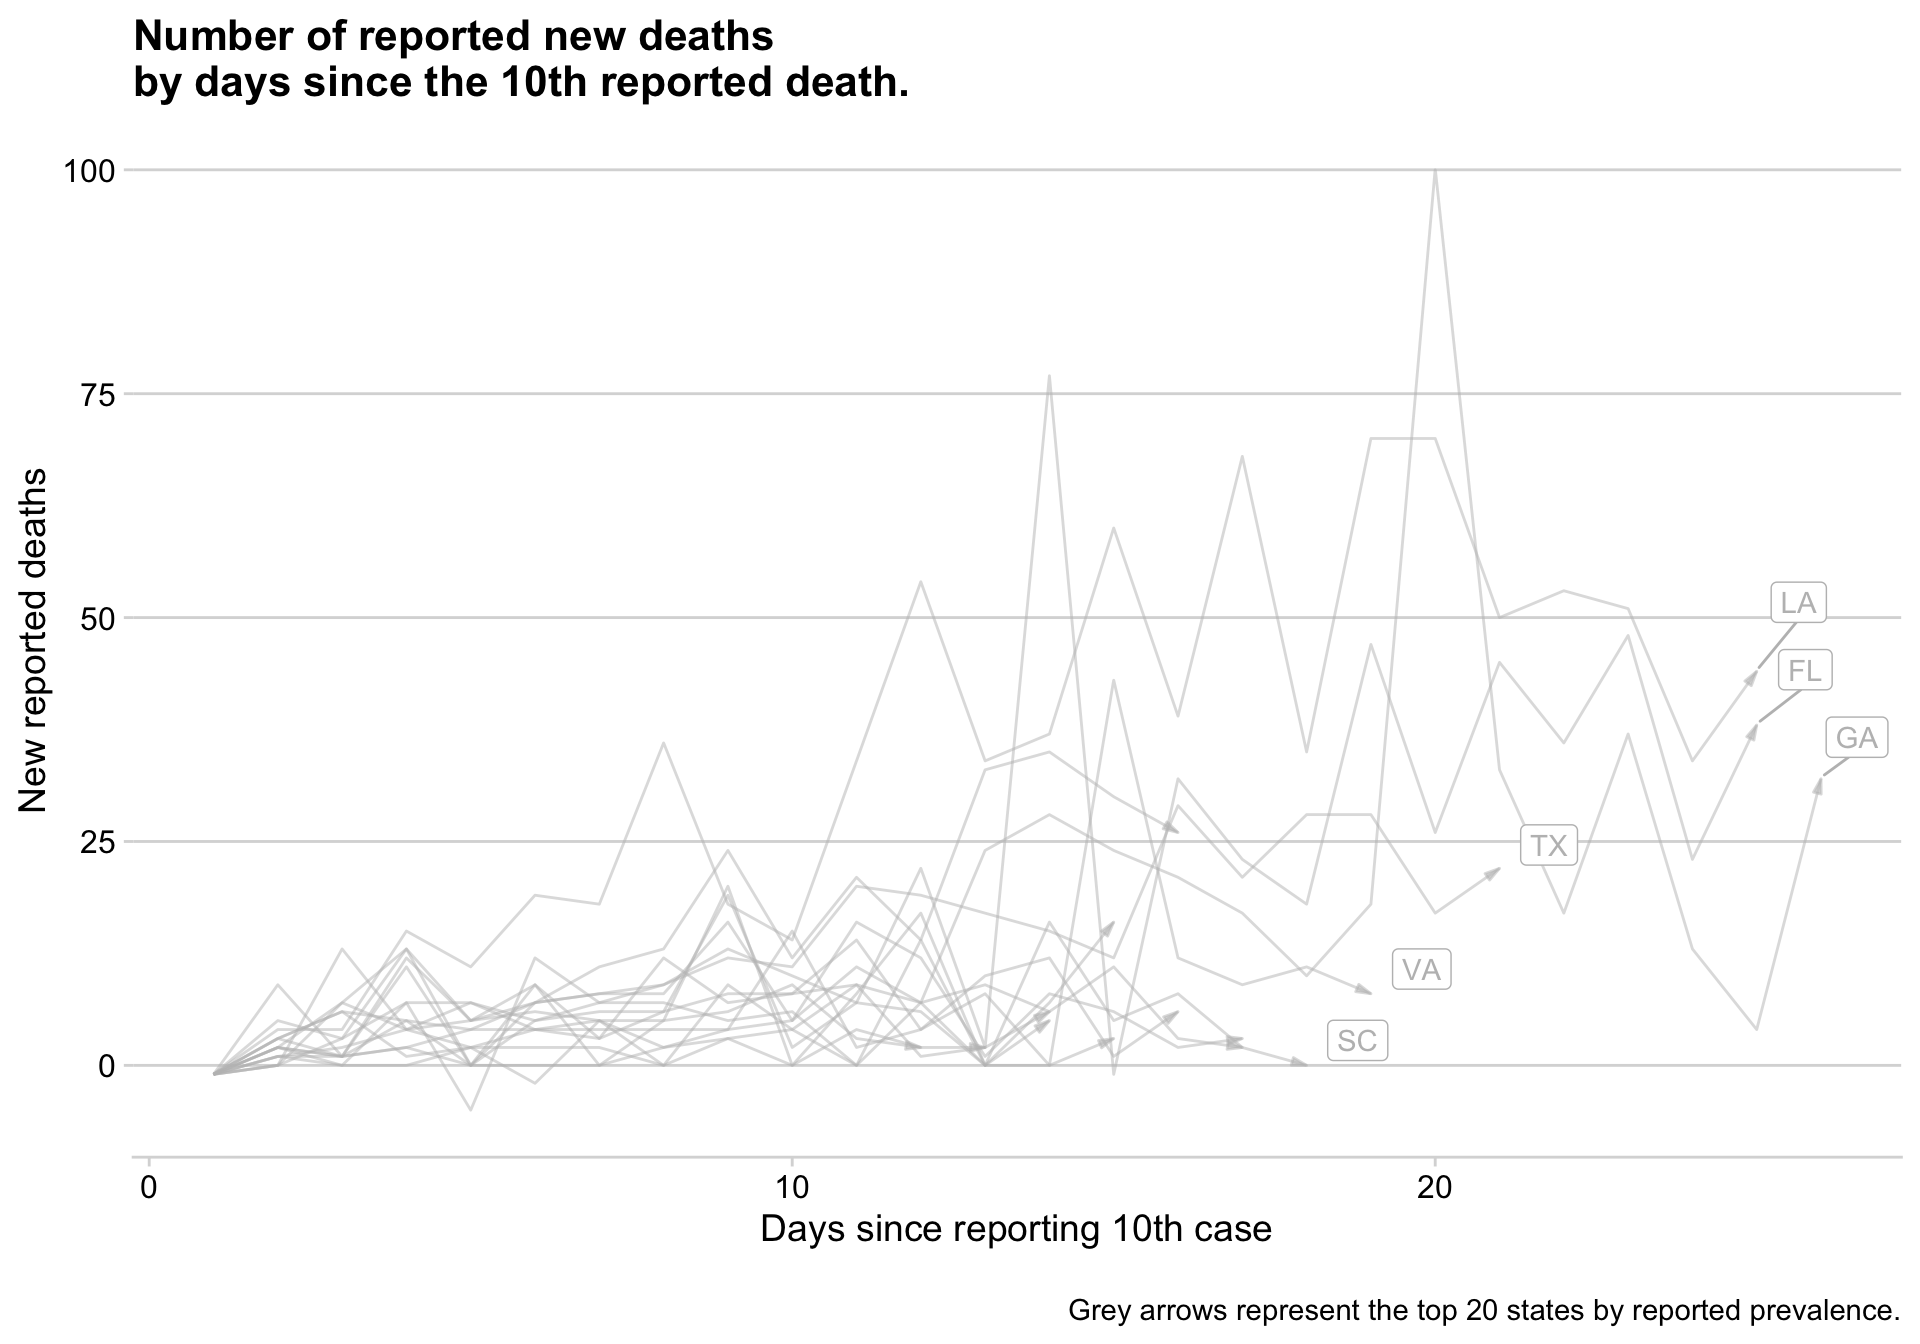 Number of reported new deaths
by days since the 10th reported death.
100
75
50
25
0
New reported deaths
LA
FL
GA
TX
VA
SC
0 10 20
Days since reporting 10th case
Grey arrows represent the top 20 states by reported prevalence.